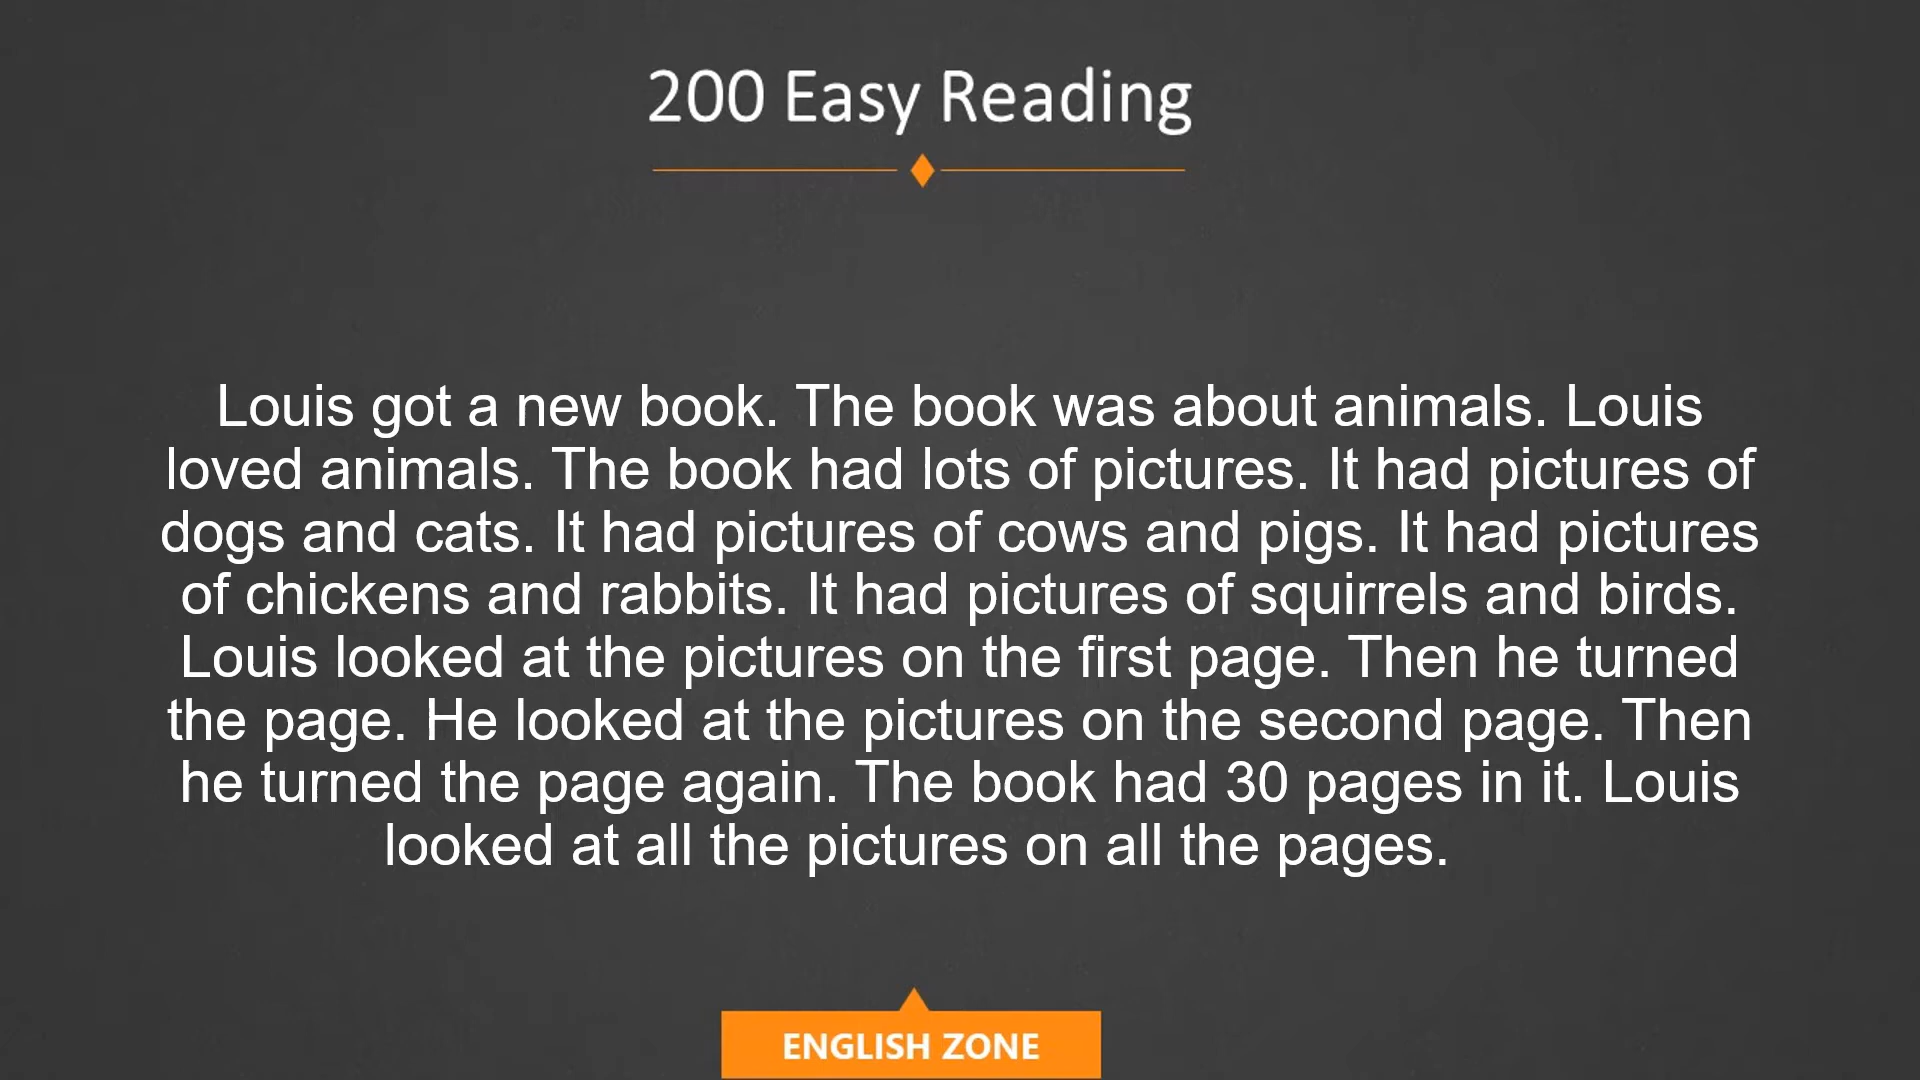 200 Easy Reading
Louis got a new book. The book was about animals. Louis
loved animals. The book had lots of pictures. It had pictures of
dogs and cats. It had pictures of cows and pigs. It had pictures
of chickens and rabbits. It had pictures of squirrels and birds.
Louis looked at the pictures on the first page. Then he turned
the page. He looked at the pictures on the second page. Then
he turned the page again. The book had 30 pages in it. Louis
looked at all the pictures on all the pages.
ENGLISH ZONE